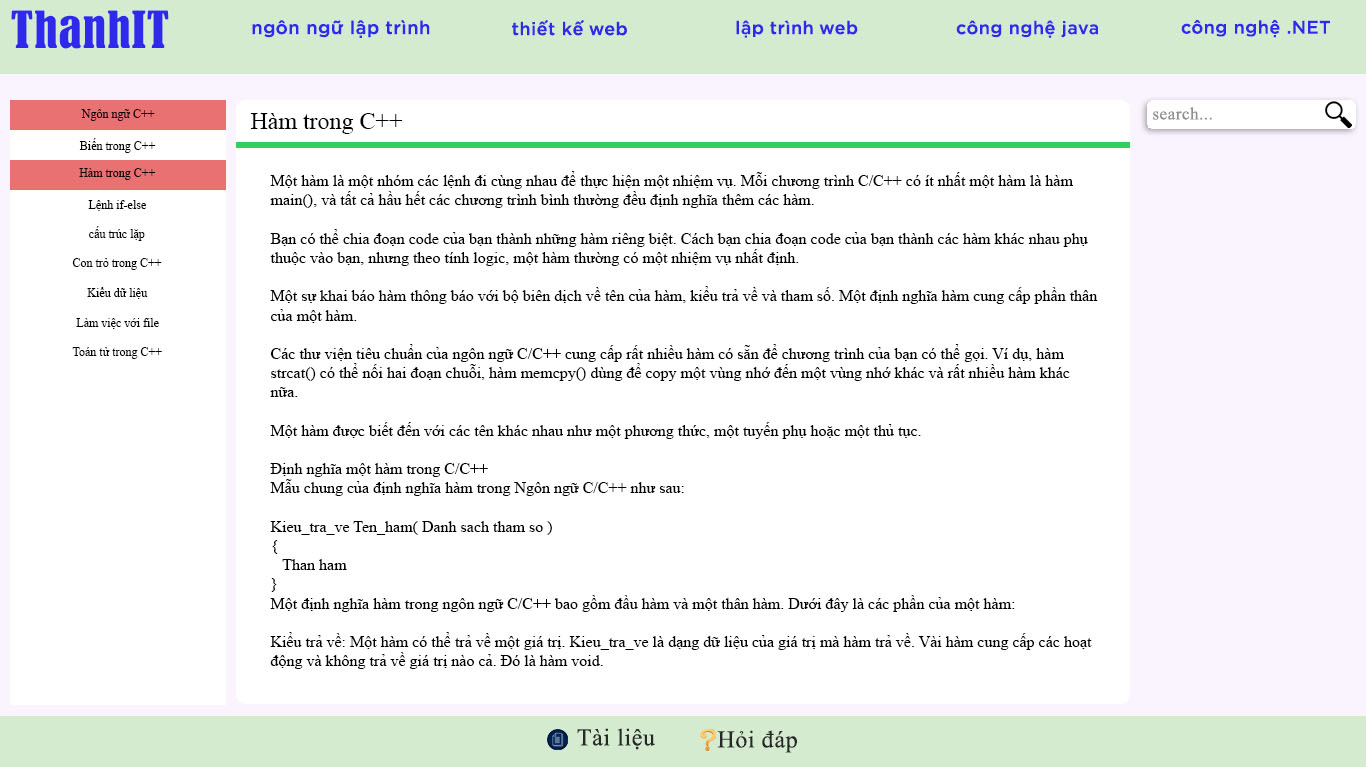 ThanhIT
ngôn ngữ lập trình
thiết kế web
lập trình web
công nghệ java
công nghệ .NET
Ngôn ngữ C++
Biến trong C++
Hàm trong C++
Lệnh if-else
cấu trúc lặp
Con trỏ trong C++
Kiểu dữ liệu
Làm việc với file
Toán tử trong C++
Hàm trong C++
Một hàm là một nhóm các lệnh đi cùng nhau để thực hiện một nhiệm vụ. Mỗi chương trình C/C++ có ít nhất một hàm là hàm
main(), và tất cả hầu hết các chương trình bình thường đều định nghĩa thêm các hàm.
Bạn có thể chia đoạn code của bạn thành những hàm riêng biệt. Cách bạn chia đoạn code của bạn thành các hàm khác nhau phụ
thuộc vào bạn, nhưng theo tính logic, một hàm thường có một nhiệm vụ nhất định.
Một sự khai báo hàm thông báo với bộ biên dịch về tên của hàm, kiểu trả về và tham số. Một định nghĩa hàm cung cấp phần thân
của một hàm.
Các thư viện tiêu chuẩn của ngôn ngữ C/C++ cung cấp rất nhiều hàm có sẵn để chương trình của bạn có thể gọi. Ví dụ, hàm
strcat() có thể nối hai đoạn chuỗi, hàm memcpy() dùng để copy một vùng nhớ đến một vùng nhớ khác và rất nhiều hàm khác
nữa.
Một hàm được biết đến với các tên khác nhau như một phương thức, một tuyến phụ hoặc một thủ tục.
Định nghĩa một hàm trong C/C++
Mẫu chung của định nghĩa hàm trong Ngôn ngữ C/C++ như sau:
Kieu_tra_ve Ten_ham( Danh sach tham so )
{
Than ham
}
Một định nghĩa hàm trong ngôn ngữ C/C++ bao gồm đầu hàm và một thân hàm. Dưới đây là các phần của một hàm:
Kiểu trả về: Một hàm có thể trả về một giá trị. Kieu_tra_ve là dạng dữ liệu của giá trị mà hàm trả về. Vài hàm cung cấp các hoạt
động và không trả về giá trị nào cả. Đó là hàm void.
search...
Tài liệu
Hỏi đáp